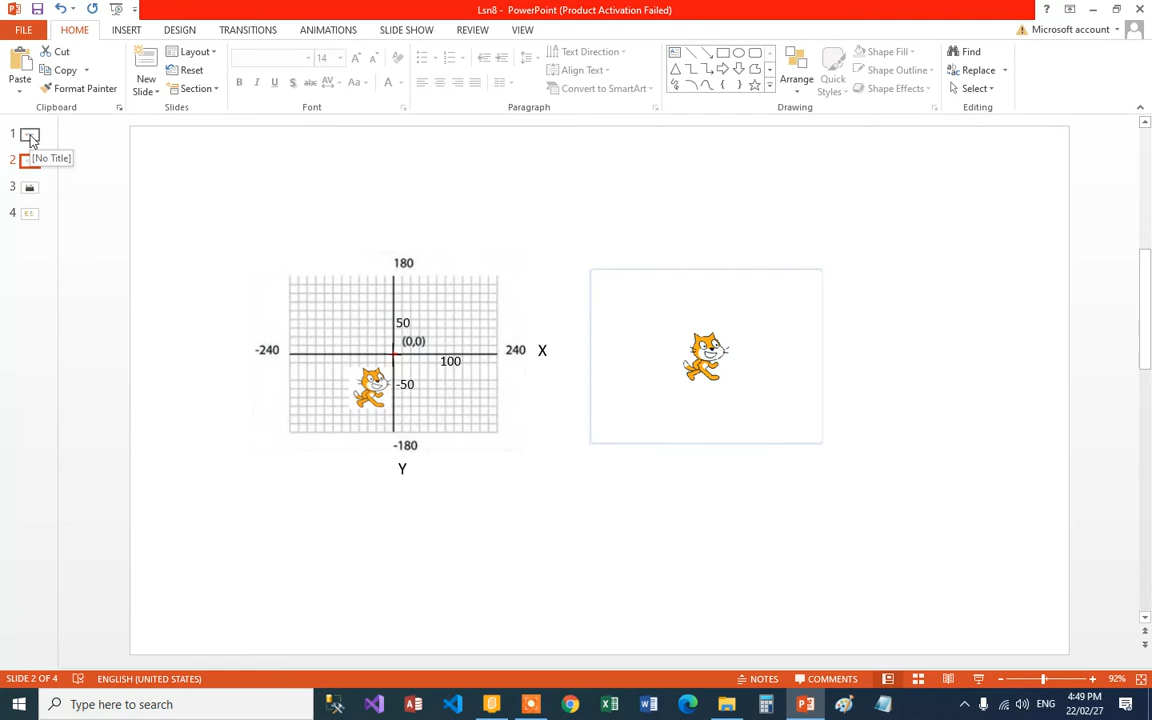 Lsn8 - PowerPoint (Product Activation Failed)
FILE HOME INSERT DESIGN TRANSITIONS ANIMATIONS SLIDE SHOW REVIEW VIEW Microsoft account
Paste
Cut
Copy
Format Painter
Clipboard
New
Slide
Layout
Reset
Section
Slides
14
B I U S abc AV Aa A
Font
Text Direction
Align Text
Convert to SmartArt
Paragraph
Arrange
Quick
Styles
Shape Fill
Shape Outline
Shape Effects
Drawing
Find
Replace
Select
Editing
1
[No Title]
2
3
4
180
50
(0,0)
-240
240
X
100
-50
-180
Y
SLIDE 2 OF 4 ENGLISH (UNITED STATES) NOTES COMMENTS 92%
Type here to search
ENG
4:49 PM
22/02/27